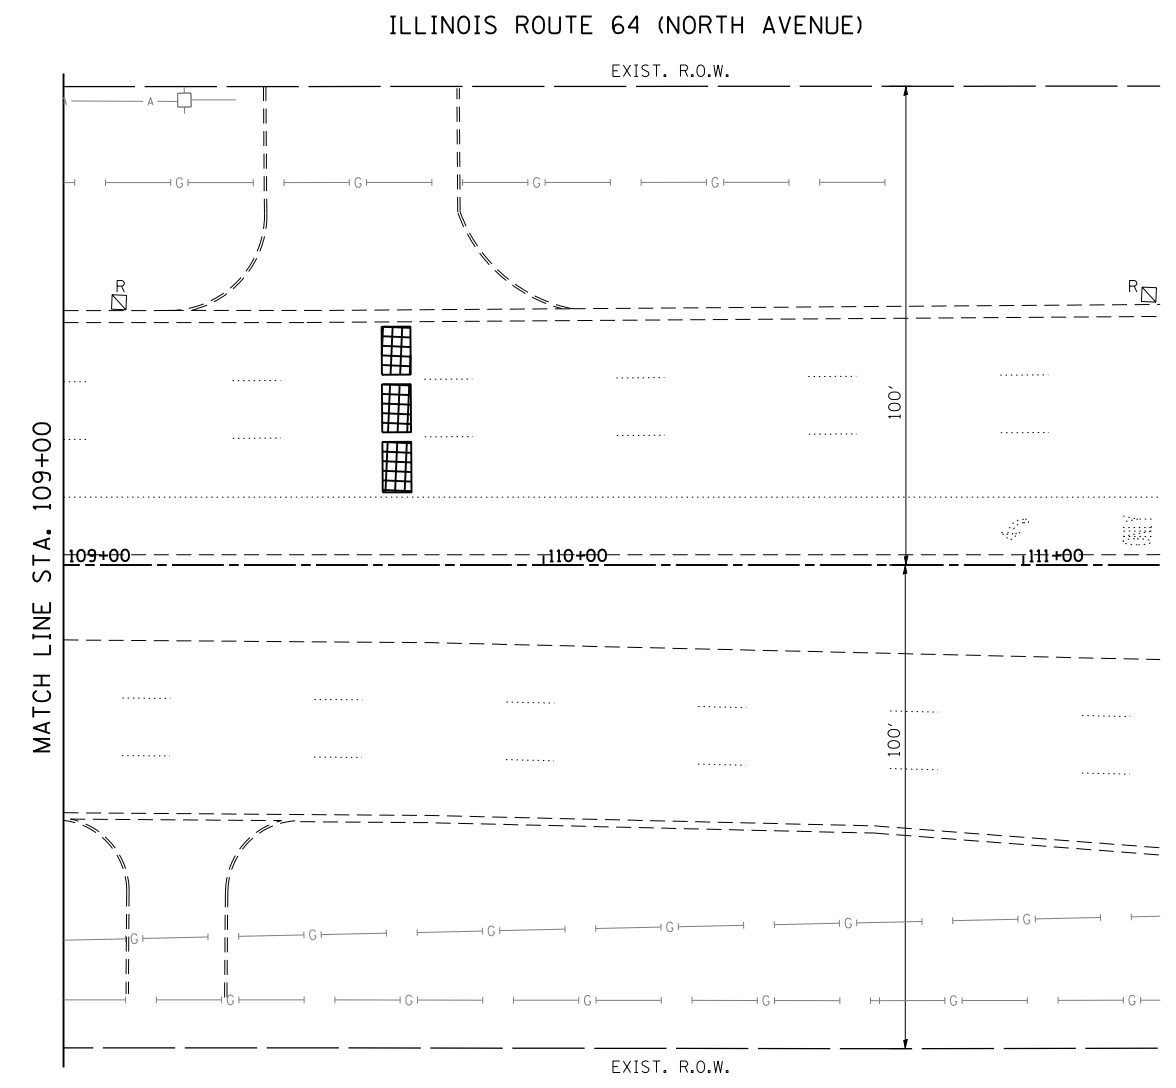 ILLINOIS ROUTE 64 (NORTH AVENUE)
EXIST. R.O.W.
A A
G G G G
R R
100'
MATCH LINE STA. 109+00
109+00 110+00 111+00
100'
G G G G G G
G G G G G G
EXIST. R.O.W.